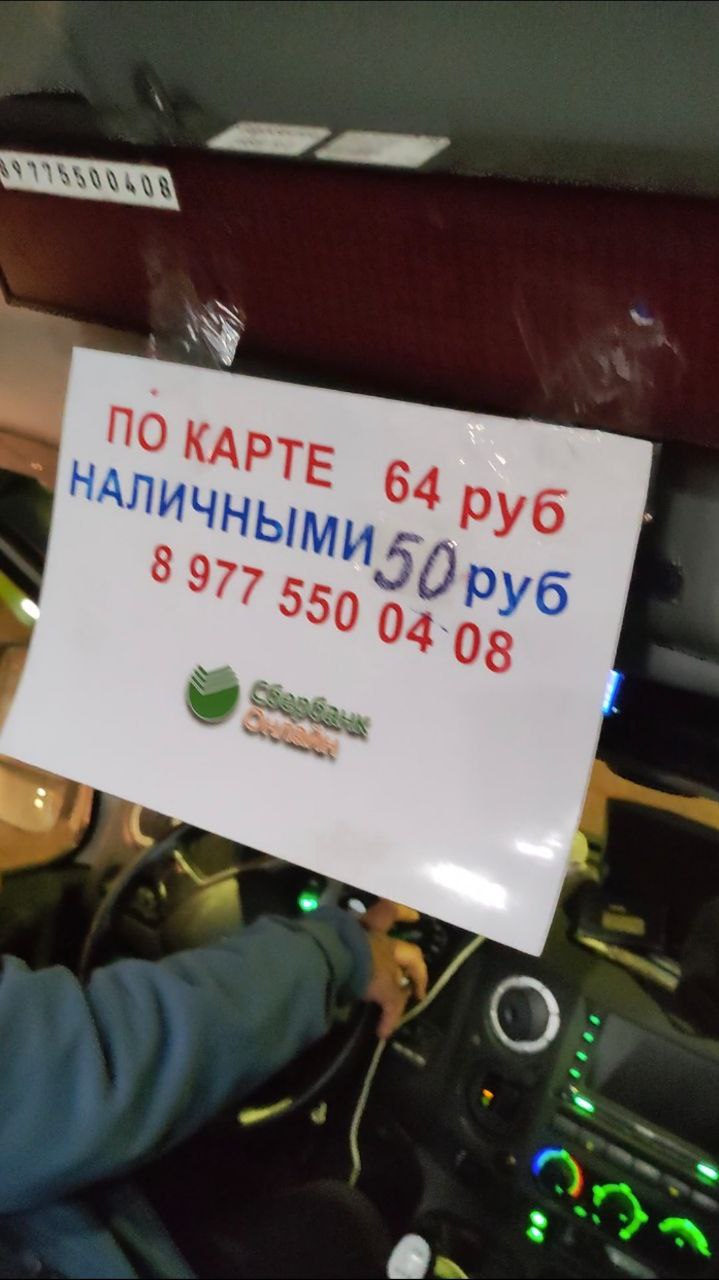 89775500408
ПО КАРТЕ 64 руб
НАЛИЧНЫМИ 50 руб
8 977 550 04 08
Сбербанк
Онлайн